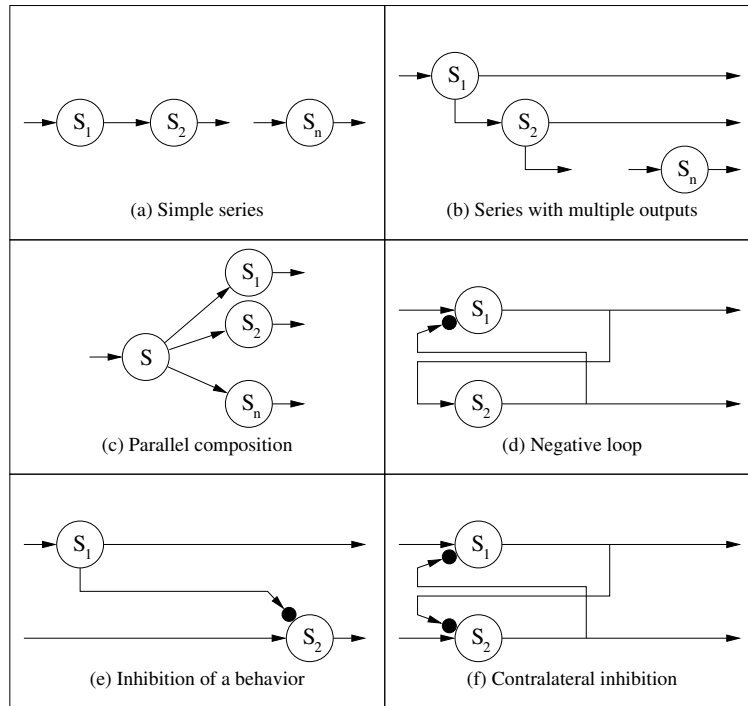 S1 S2 Sn
(a) Simple series
S1
S2
Sn
(b) Series with multiple outputs
S1
S2
S
Sn
(c) Parallel composition
S1
S2
(d) Negative loop
S1
S2
(e) Inhibition of a behavior
S1
S2
(f) Contralateral inhibition